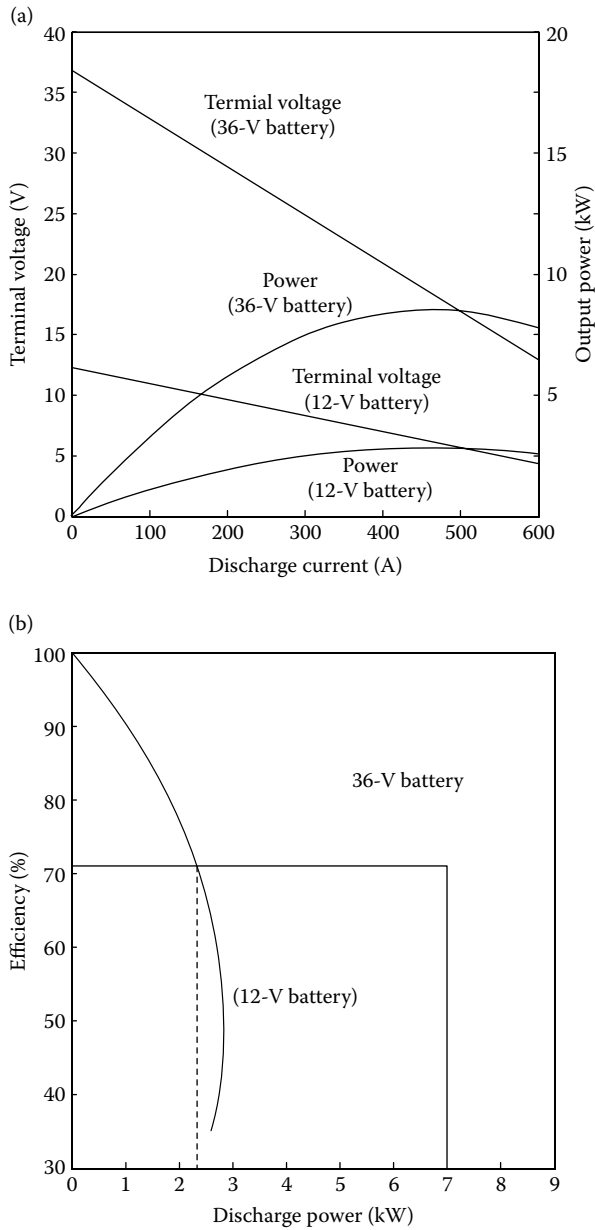 (a)
40
35
30
25
20
15
10
5
0
Terminal voltage (V)
Termial voltage
(36-V battery)
Power
(36-V battery)
Terminal voltage
(12-V battery)
Power
(12-V battery)
20
15
10
5
Output power (kW)
0 100 200 300 400 500 600
Discharge current (A)
(b)
100
90
80
70
60
50
40
30
Efficiency (%)
36-V battery
(12-V battery)
0 1 2 3 4 5 6 7 8 9
Discharge power (kW)